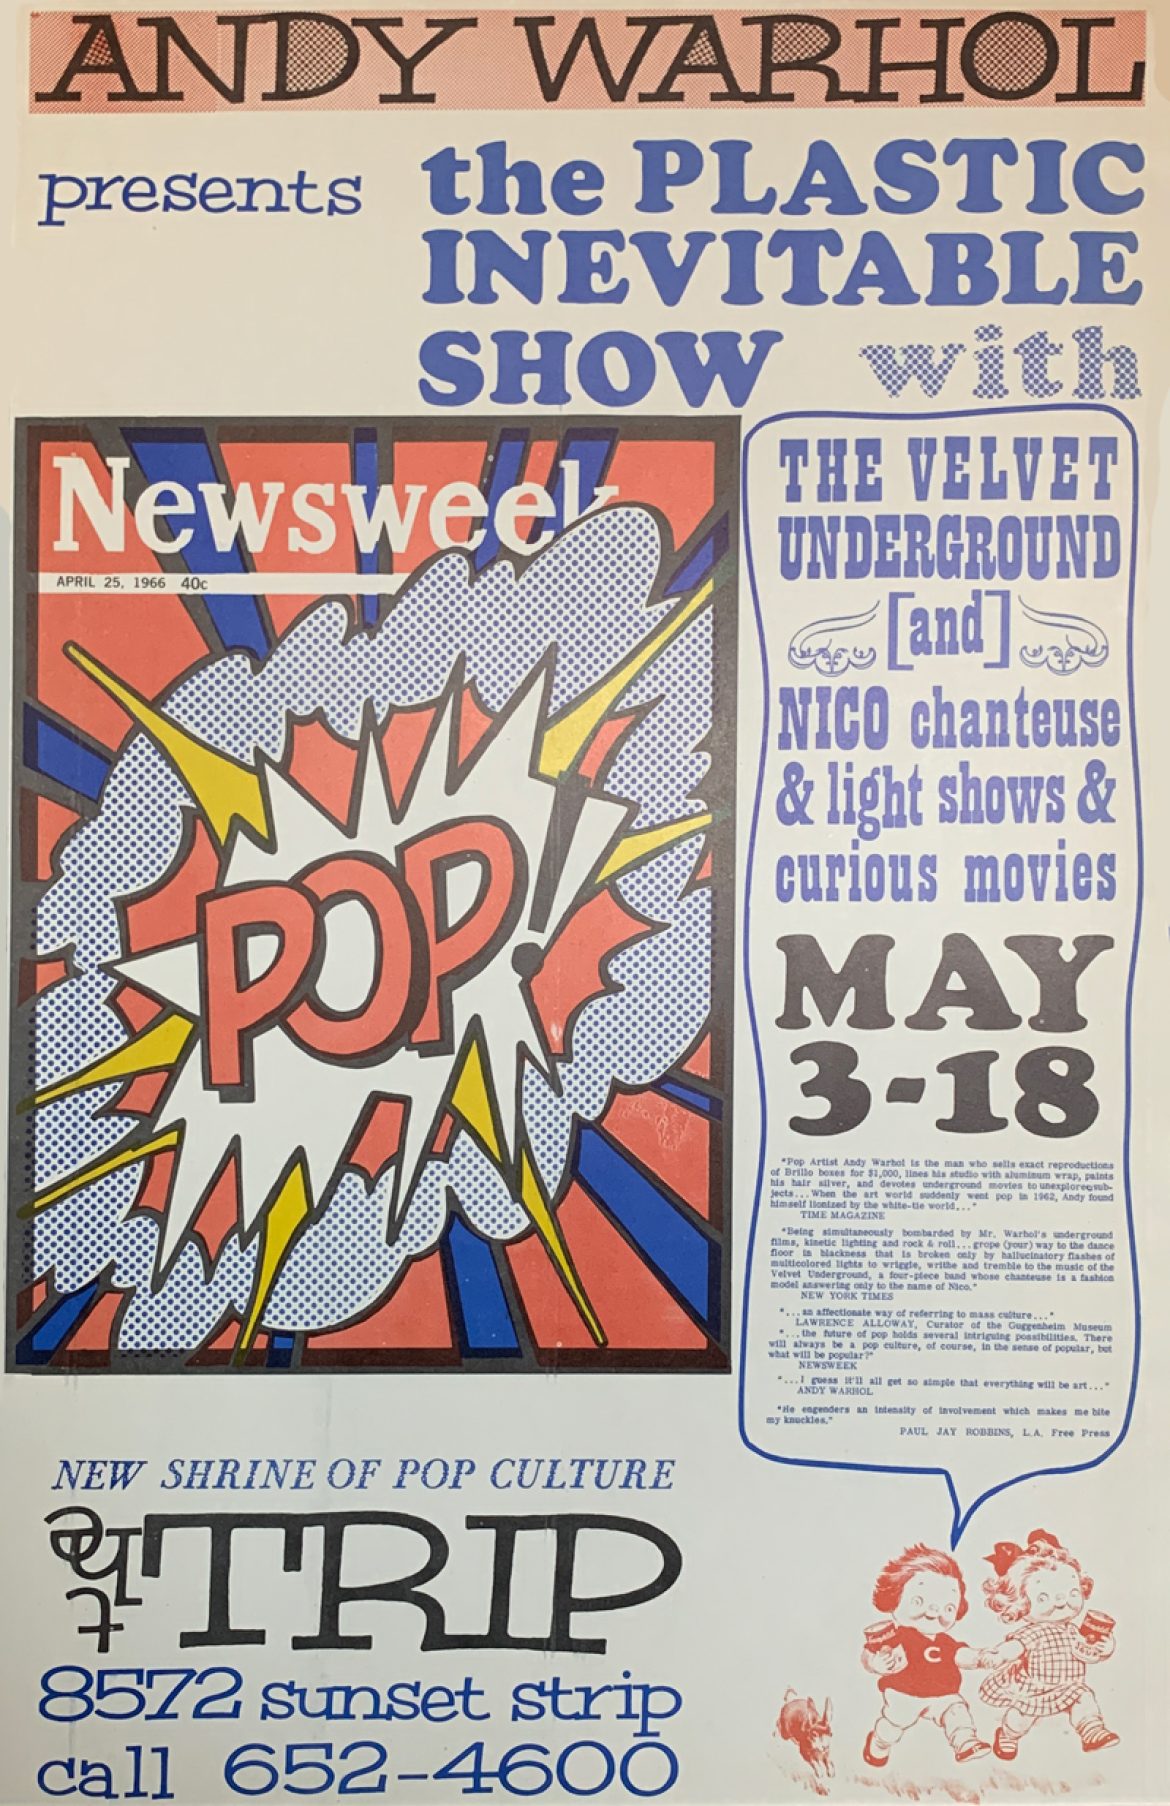 ANDY WARHOL
presents
the PLASTIC
INEVITABLE
SHOW with
Newsweek
APRIL 25, 1966 40c
POP!
THE VELVET
UNDERGROUND
[and]
NICO chanteuse
& light shows &
curious movies
MAY
3-18
"Pop Artist Andy Warhol is the man who sells exact reproductions
of Brillo boxes for $1,000, lines his studio with aluminum wrap, paints
his hair silver, and devotes underground movies to unexplored sub-
jects...When the art world suddenly went pop in 1962, Andy found
himself lionized by the white-tie world..."
TIME MAGAZINE
"Being simultaneously bombarded by Mr. Warhol's underground
films, kinetic lighting and rock & roll...grope (your) way to the dance
floor in blackness that is broken only by hallucinatory flashes of
multicolored lights to wriggle, writhe and tremble to the music of the
Velvet Underground, a four-piece band whose chanteuse is a fashion
model answering only to the name of Nico."
NEW YORK TIMES
"...an affectionate way of referring to mass culture..."
LAWRENCE ALLOWAY, Curator of the Guggenheim Museum
"...the future of pop holds several intriguing possibilities. There
will always be a pop culture, of course, in the sense of popular, but
what will be popular?"
NEWSWEEK
"...I guess it'll all get so simple that everything will be art..."
ANDY WARHOL
"He engenders an intensity of involvement which makes me bite
my knuckles."
PAUL JAY ROBBINS, L.A. Free Press
NEW SHRINE OF POP CULTURE
the TRIP
8572 sunset strip
call 652-4600
Campbell's
C
SOUP